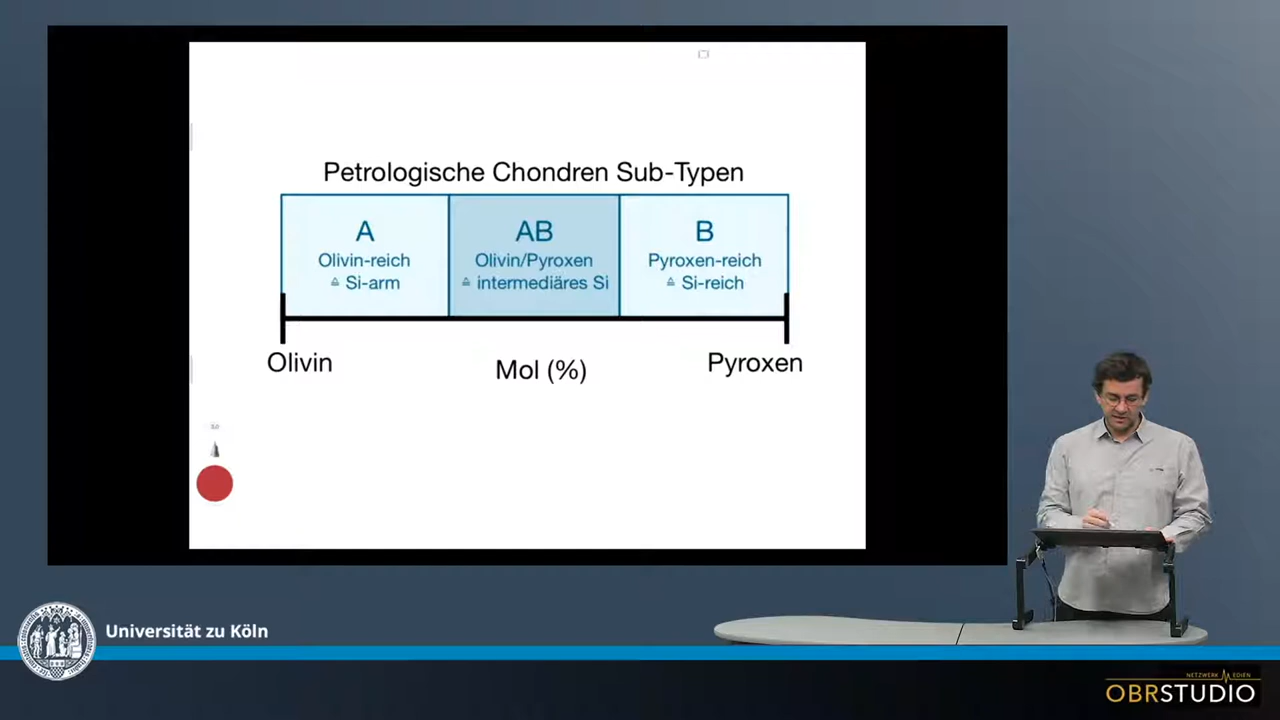 Petrologische Chondren Sub-Typen
A
Olivin-reich
≙ Si-arm
AB
Olivin/Pyroxen
≙ intermediäres Si
B
Pyroxen-reich
≙ Si-reich
Olivin
Mol (%)
Pyroxen
Universität zu Köln
NETZWERK MEDIEN
OBRSTUDIO